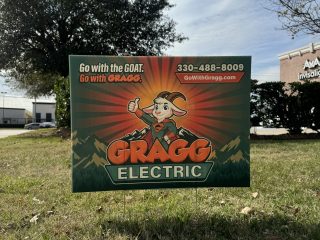 Go with the GOAT.
Go with GRAGG.
330-488-8009
GoWithGragg.com
GRAGG
ELECTRIC